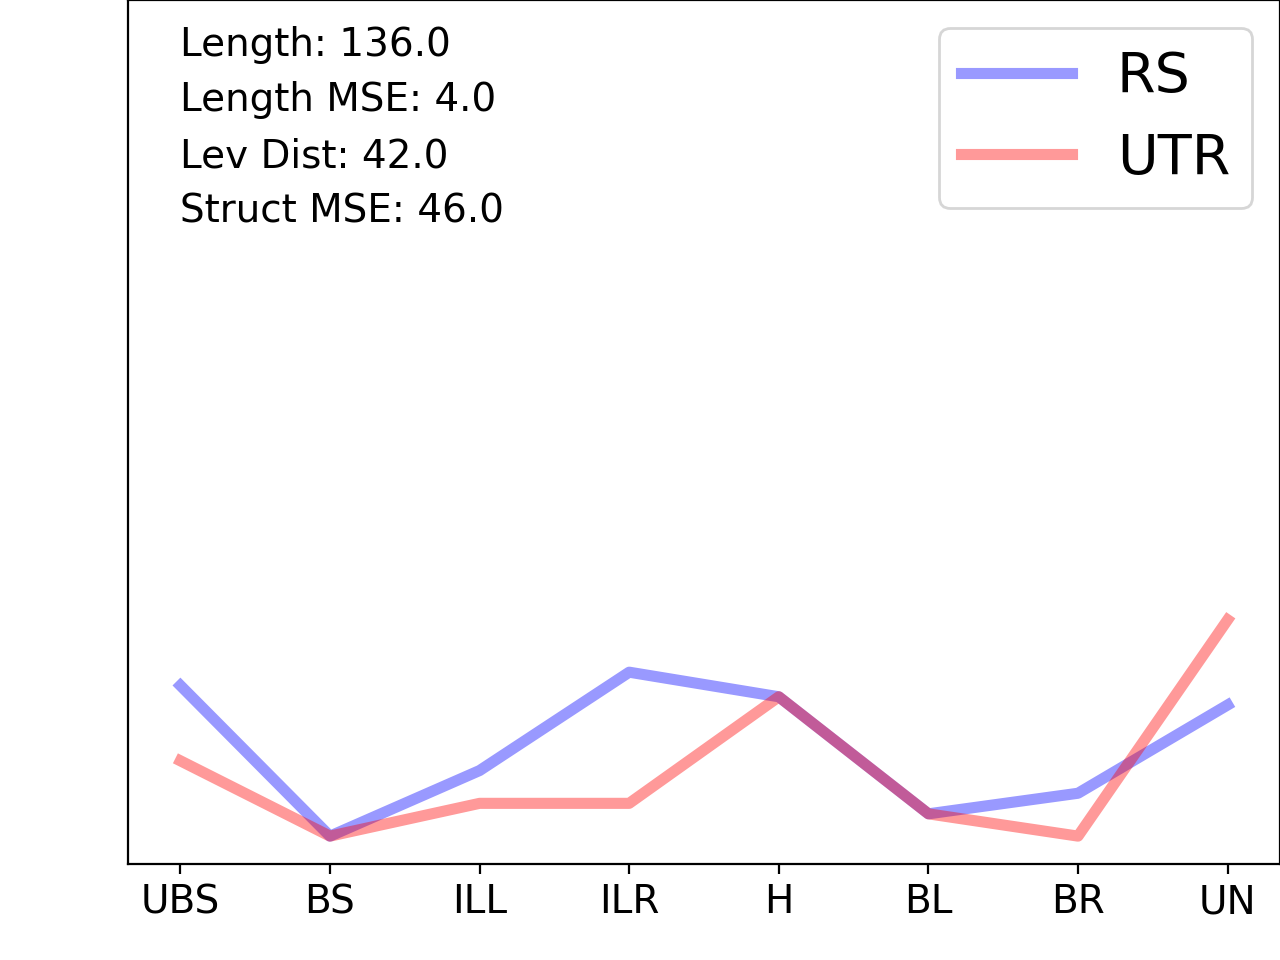 Length: 136.0
Length MSE: 4.0
Lev Dist: 42.0
Struct MSE: 46.0
RS
UTR
UBS BS ILL ILR H BL BR UN